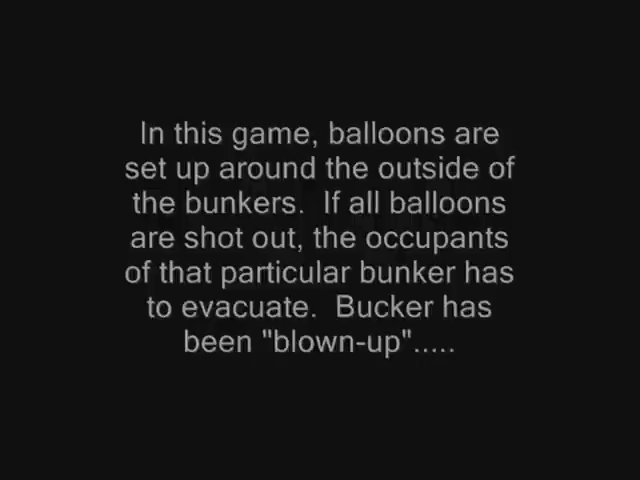 In this game, balloons are
set up around the outside of
the bunkers.  If all balloons
are shot out, the occupants
of that particular bunker has
to evacuate.  Bucker has
been "blown-up".....